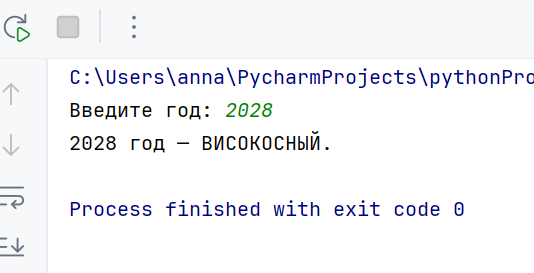 C:\Users\anna\PycharmProjects\pythonPro
Введите год: 2028
2028 год — ВИСОКОСНЫЙ.
Process finished with exit code 0